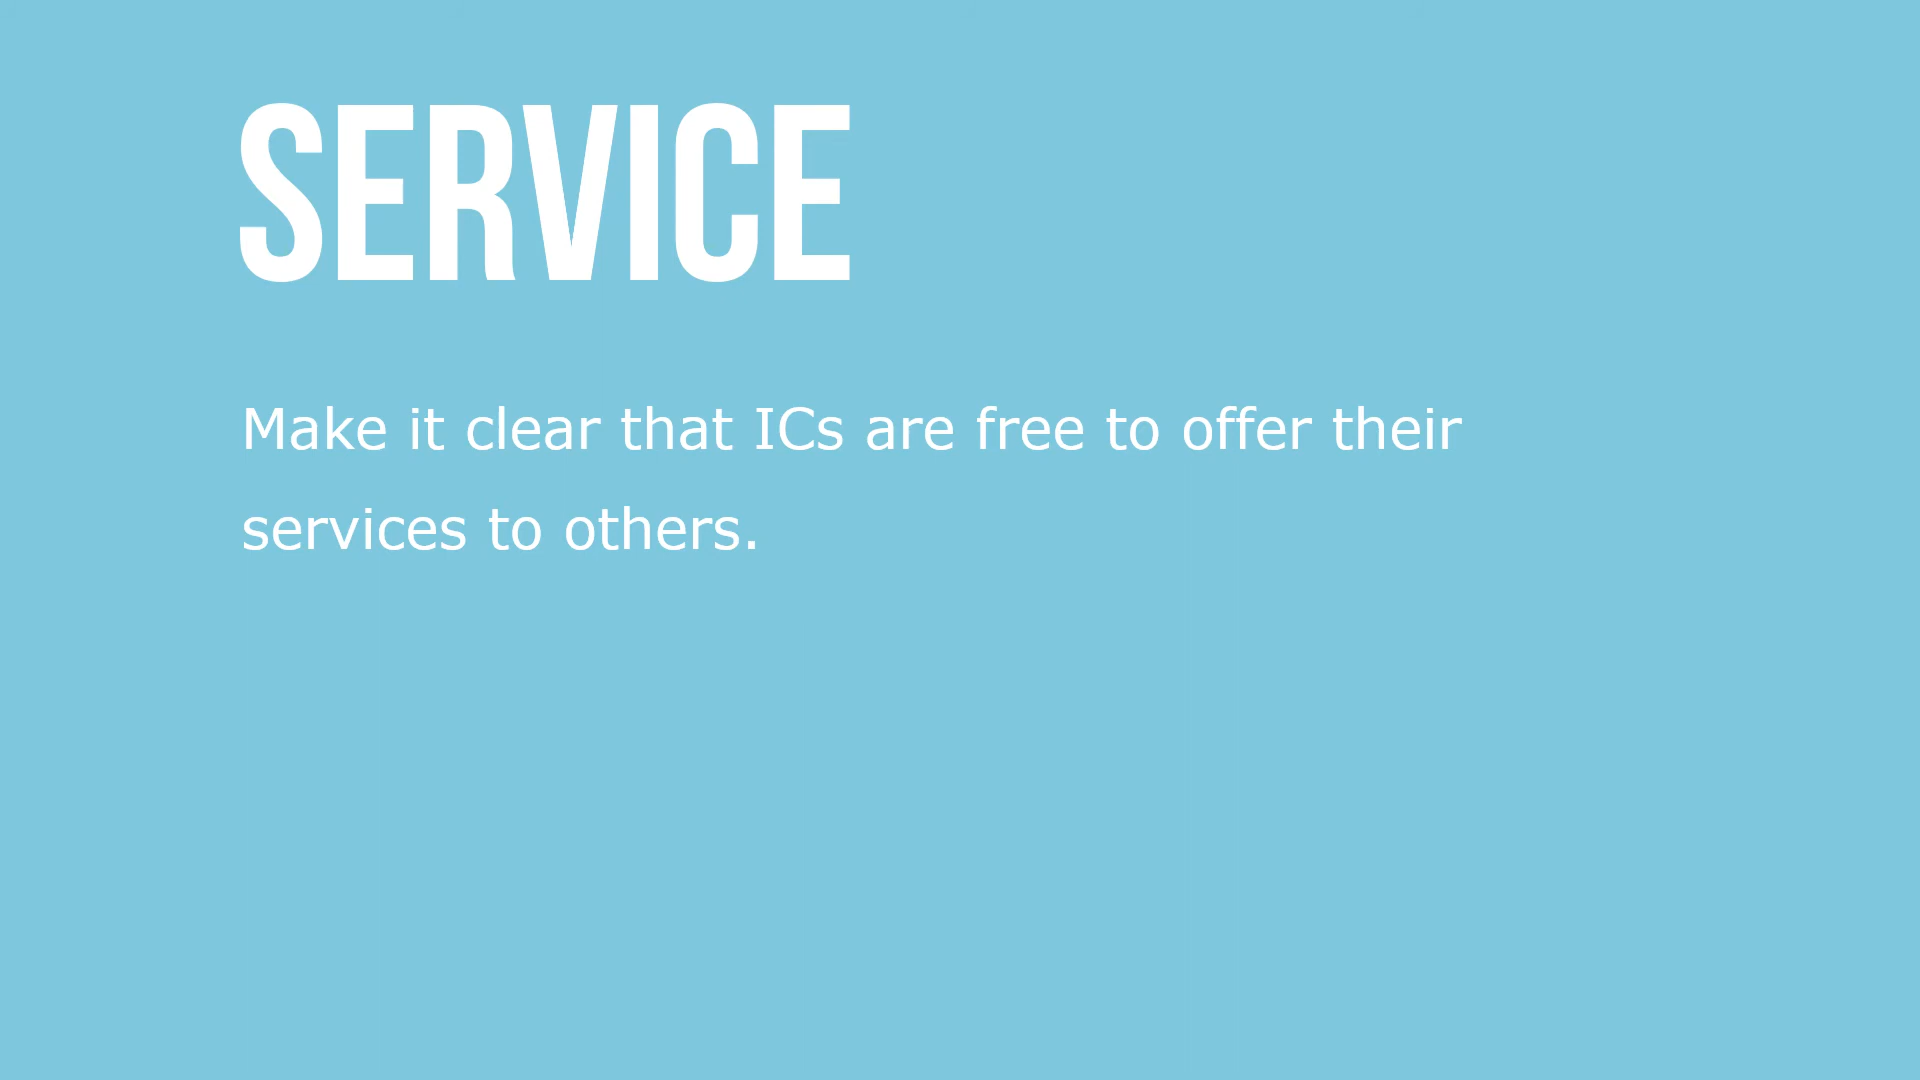 SERVICE
Make it clear that ICs are free to offer their
services to others.